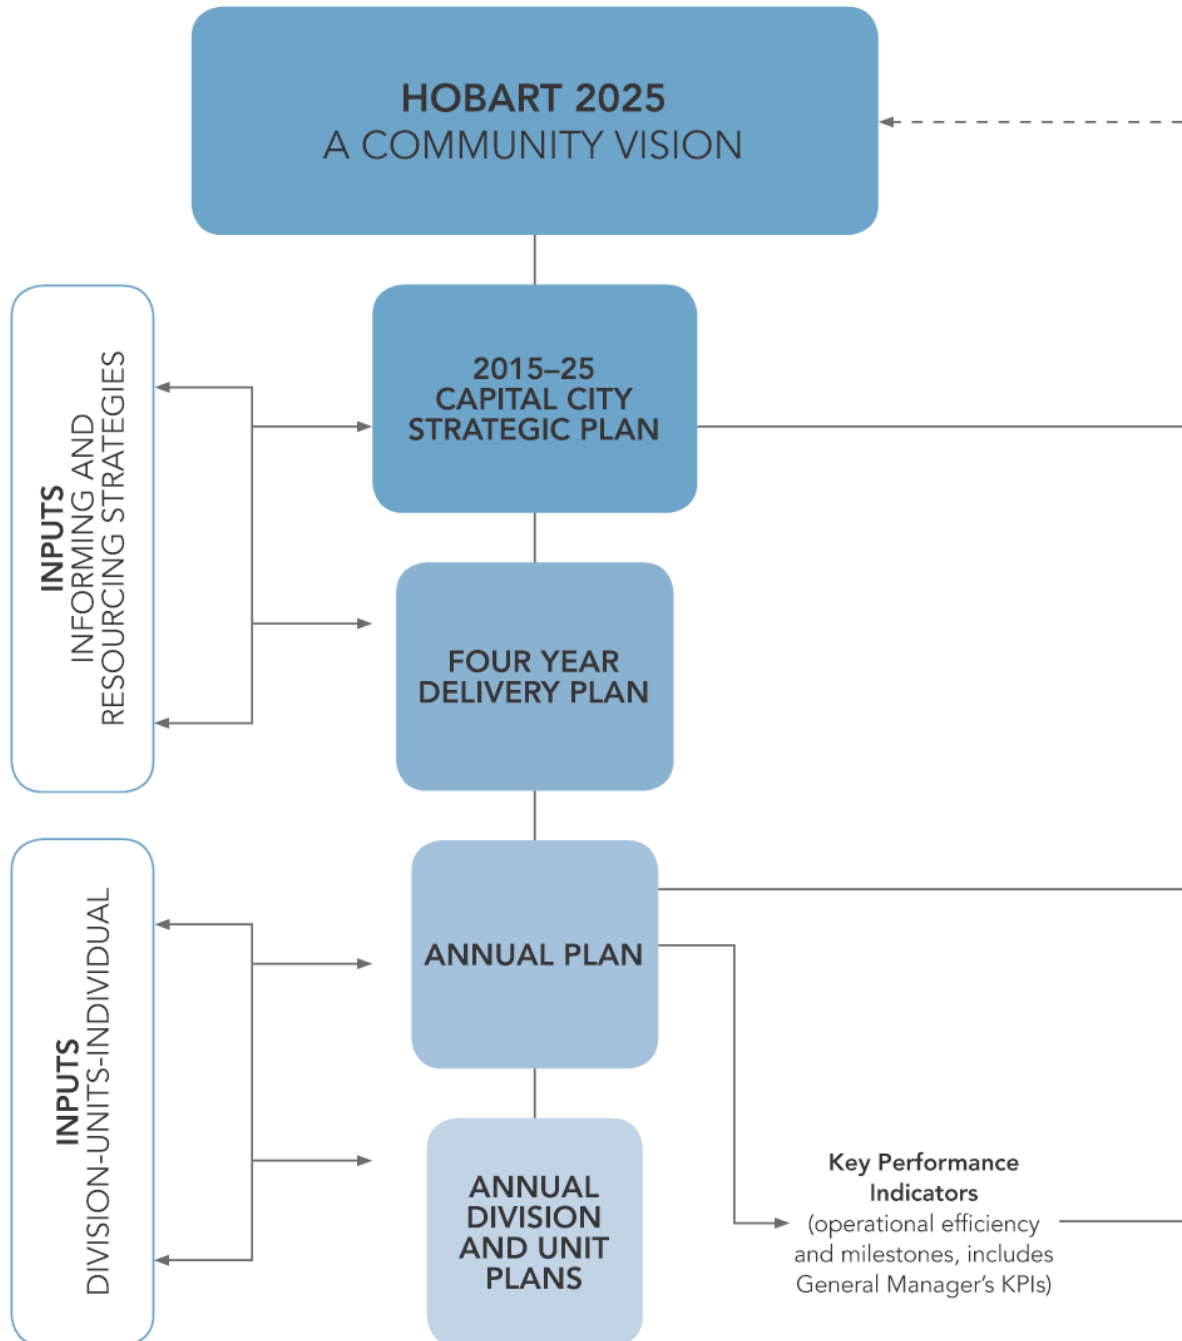 HOBART 2025
A COMMUNITY VISION
INPUTS
INFORMING AND
RESOURCING STRATEGIES
2015–25
CAPITAL CITY
STRATEGIC PLAN
FOUR YEAR
DELIVERY PLAN
INPUTS
DIVISION-UNITS-INDIVIDUAL
ANNUAL PLAN
ANNUAL
DIVISION
AND UNIT
PLANS
Key Performance
Indicators
(operational efficiency
and milestones, includes
General Manager’s KPIs)